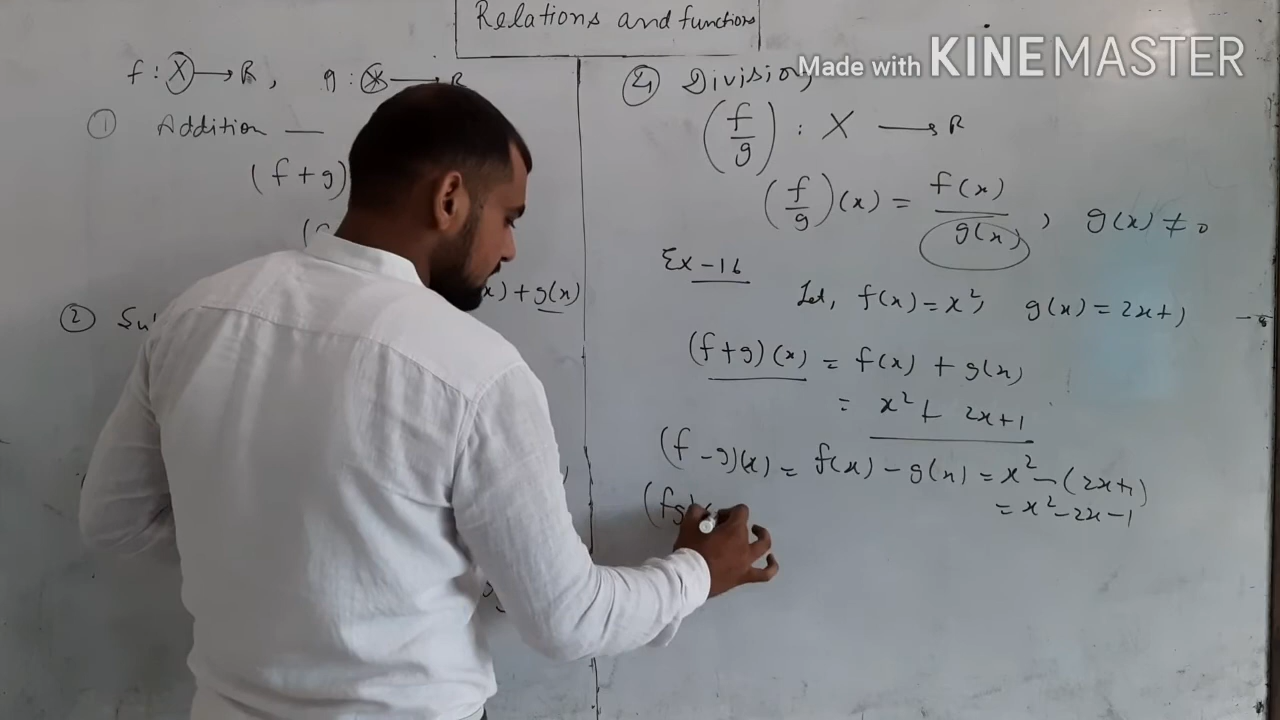 Relations and functions
f : X → R, g : X → R
① Addition —
(f + g)
x) + g(x)
② Su
④ Division,
(f/g) : X → R
(f/g)(x) = f(x)/g(x), g(x) ≠ 0
Ex - 16
Let, f(x) = x², g(x) = 2x+1
(f+g)(x) = f(x) + g(x)
= x² + 2x+1
(f - g)(x) = f(x) - g(x) = x² - (2x+1)
= x² - 2x - 1
(fg)
Made with KINEMASTER